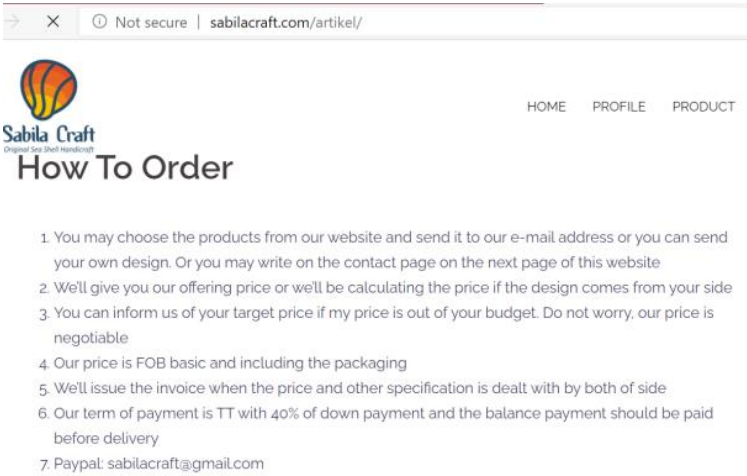 Not secure | sabilacraft.com/artikel/
HOME PROFILE PRODUCT
Sabila Craft
Original Sea Shell Handicraft
How To Order
1. You may choose the products from our website and send it to our e-mail address or you can send
your own design. Or you may write on the contact page on the next page of this website
2. We'll give you our offering price or we'll be calculating the price if the design comes from your side
3. You can inform us of your target price if my price is out of your budget. Do not worry, our price is
negotiable
4. Our price is FOB basic and including the packaging
5. We'll issue the invoice when the price and other specification is dealt with by both of side
6. Our term of payment is TT with 40% of down payment and the balance payment should be paid
before delivery
7. Paypal: sabilacraft@gmail.com